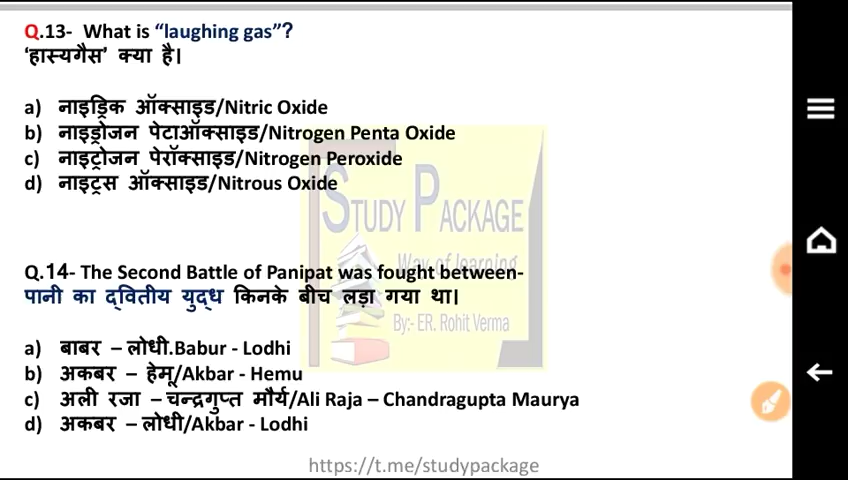 Q.13- What is “laughing gas”?
‘हास्यगैस’ क्या है।
a) नाइट्रिक ऑक्साइड/Nitric Oxide
b) नाइट्रोजन पेटाऑक्साइड/Nitrogen Penta Oxide
c) नाइट्रोजन पेरॉक्साइड/Nitrogen Peroxide
d) नाइट्रस ऑक्साइड/Nitrous Oxide
STUDY PACKAGE
Way of learning
Q.14- The Second Battle of Panipat was fought between-
पानी का द्वितीय युद्ध किनके बीच लड़ा गया था।
By:- ER. Rohit Verma
a) बाबर – लोधी.Babur - Lodhi
b) अकबर – हेमू/Akbar - Hemu
c) अली रजा – चन्द्रगुप्त मौर्य/Ali Raja – Chandragupta Maurya
d) अकबर – लोधी/Akbar - Lodhi
https://t.me/studypackage